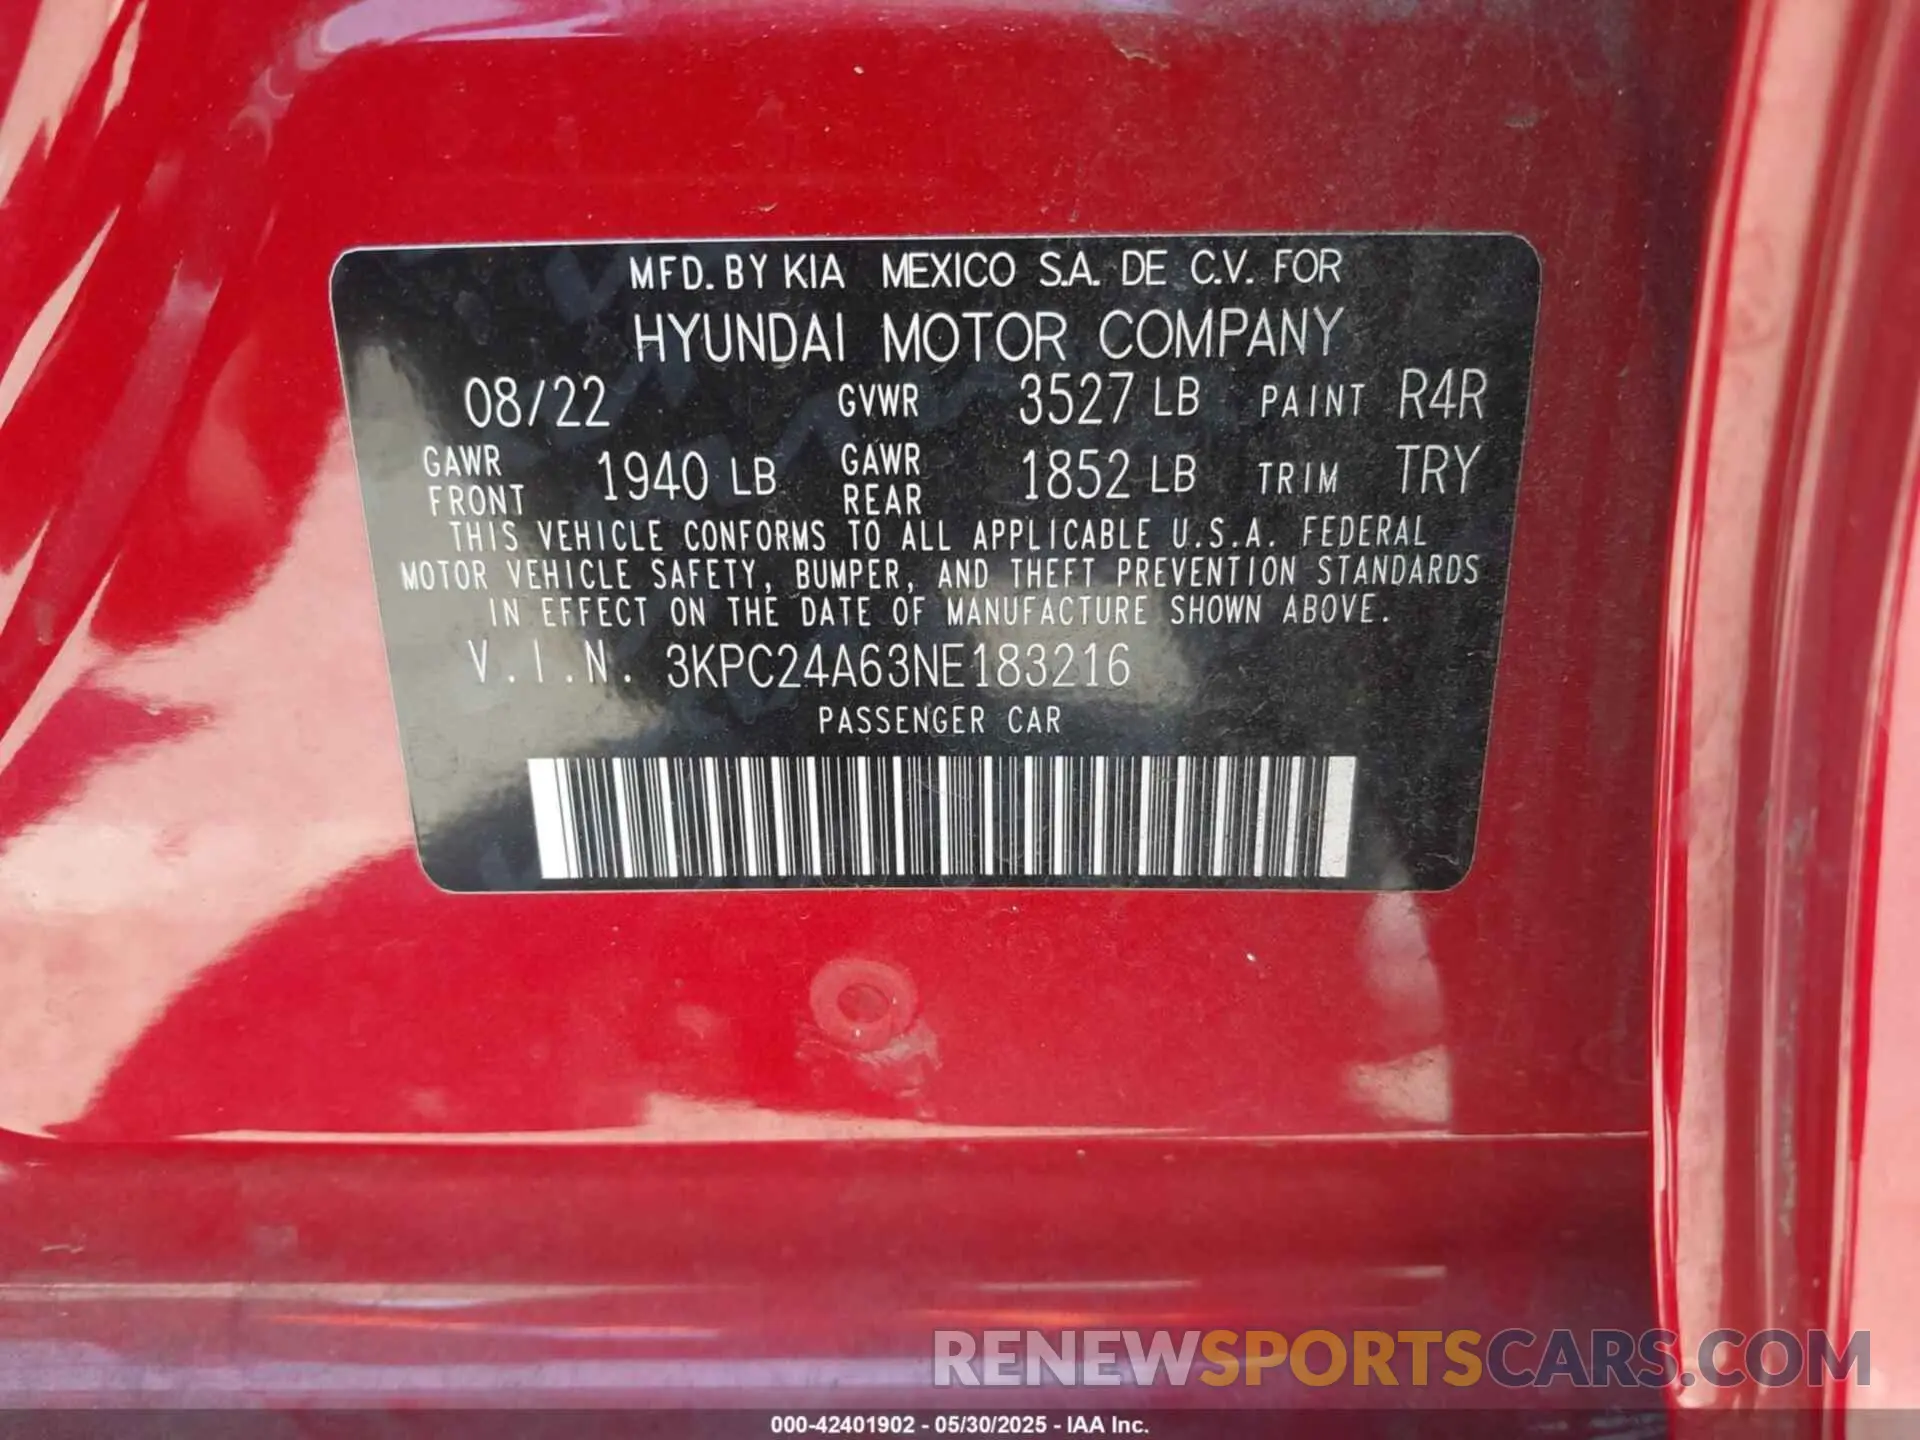 MFD. BY KIA MEXICO S.A. DE C.V. FOR
HYUNDAI MOTOR COMPANY
08/22 GVWR 3527 LB PAINT R4R
GAWR FRONT 1940 LB GAWR REAR 1852 LB TRIM TRY
THIS VEHICLE CONFORMS TO ALL APPLICABLE U.S.A. FEDERAL
MOTOR VEHICLE SAFETY, BUMPER, AND THEFT PREVENTION STANDARDS
IN EFFECT ON THE DATE OF MANUFACTURE SHOWN ABOVE.
V.I.N. 3KPC24A63NE183216
PASSENGER CAR
RENEWSPORTSCARS.COM
000-42401902 - 05/30/2025 - IAA Inc.